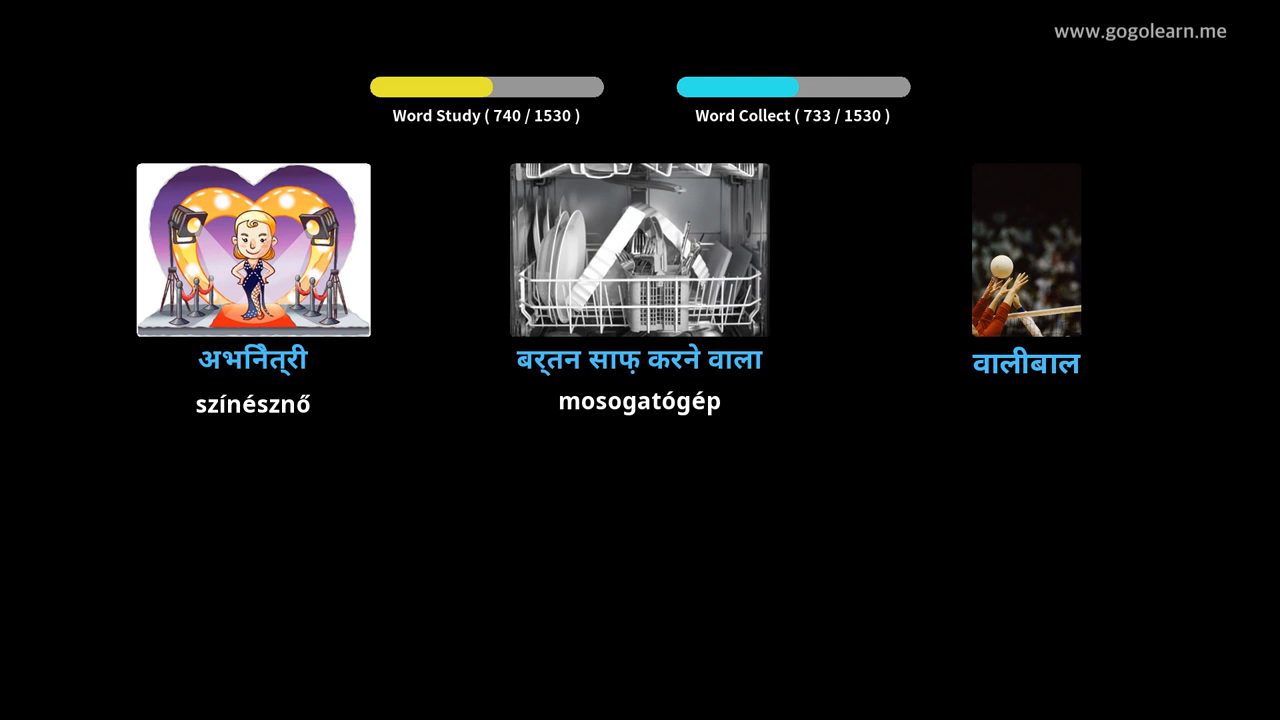 www.gogolearn.me
Word Study ( 740 / 1530 )
Word Collect ( 733 / 1530 )
अभिनेत्री
színésznő
बर्तन साफ़ करने वाला
mosogatógép
वालीबाल